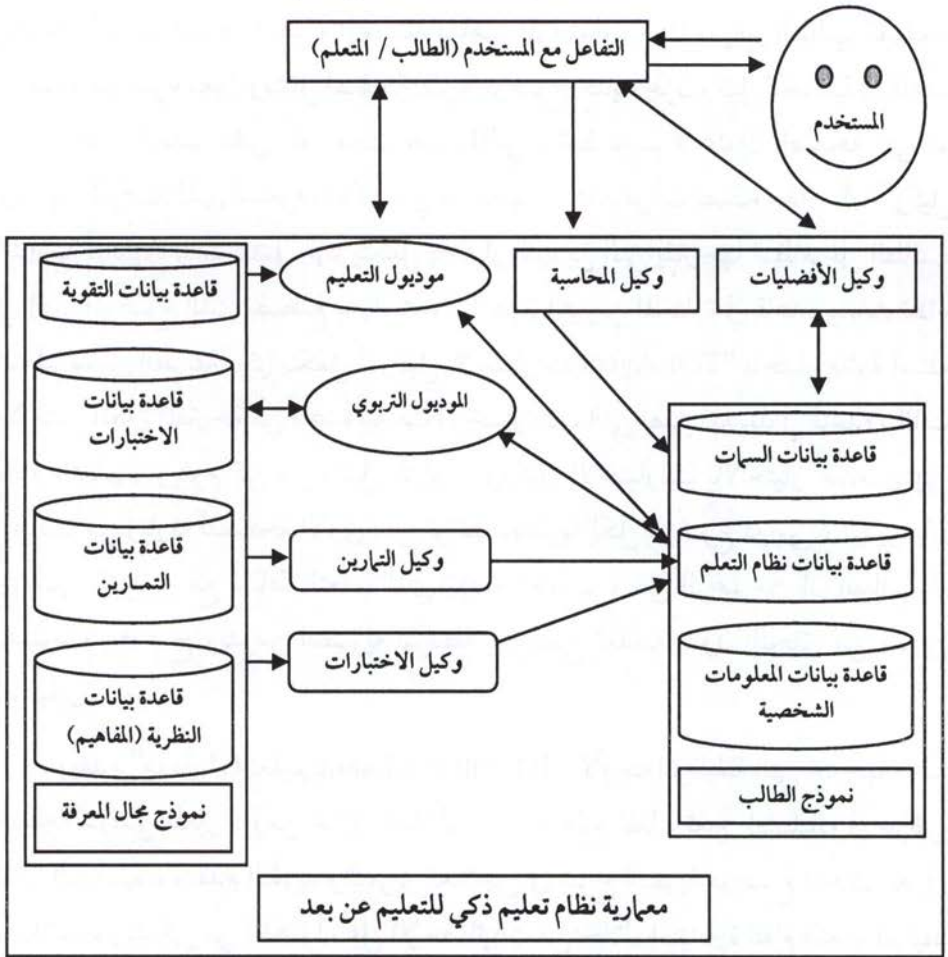 التفاعل مع المستخدم (الطالب / المتعلم)
المستخدم
وكيل الأفضليات
وكيل المحاسبة
موديول التعليم
قاعدة بيانات التقوية
الموديول التربوي
قاعدة بيانات
الاختبارات
قاعدة بيانات السمات
قاعدة بيانات نظام التعلم
وكيل التمارين
قاعدة بيانات
التمـارين
وكيل الاختبارات
قاعدة بيانات المعلومات
الشخصية
قاعدة بيانات
النظرية (المفاهيم)
نموذج الطالب
نموذج مجال المعرفة
معمارية نظام تعليم ذكي للتعليم عن بعد